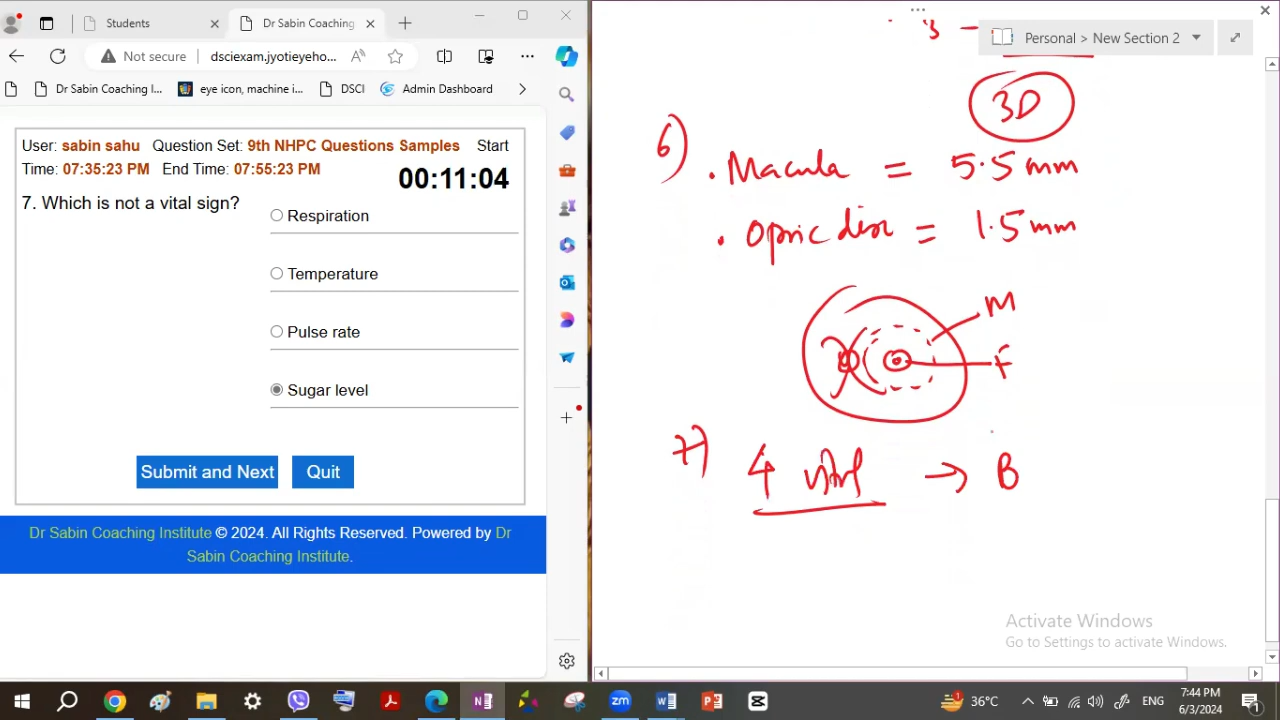 Students
Dr Sabin Coaching
Not secure
dsciexam.jyotieyeho...
Dr Sabin Coaching I...
eye icon, machine i...
DSCI
Admin Dashboard
User: sabin sahu Question Set: 9th NHPC Questions Samples Start
Time: 07:35:23 PM End Time: 07:55:23 PM
00:11:04
7. Which is not a vital sign?
Respiration
Temperature
Pulse rate
Sugar level
Submit and Next
Quit
Dr Sabin Coaching Institute © 2024. All Rights Reserved. Powered by Dr
Sabin Coaching Institute.
Personal > New Section 2
3D
6) . Macula = 5.5 mm
. Optic disc = 1.5 mm
M
F
7) 4 vital → B
Activate Windows
Go to Settings to activate Windows.
36°C
ENG
7:44 PM
6/3/2024